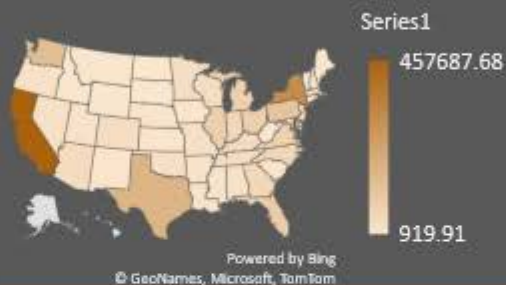 Series1
457687.68
919.91
Powered by Bing
© GeoNames, Microsoft, TomTom